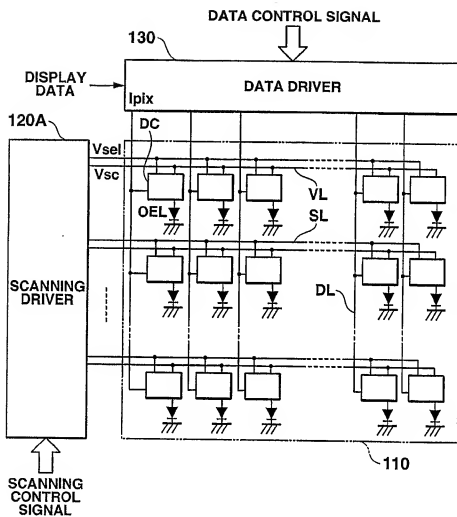 DATA CONTROL SIGNAL
130
DISPLAY DATA
DATA DRIVER
Ipix
120A
DC
Vsel
Vsc
VL
OEL
SL
SCANNING DRIVER
DL
110
SCANNING CONTROL SIGNAL